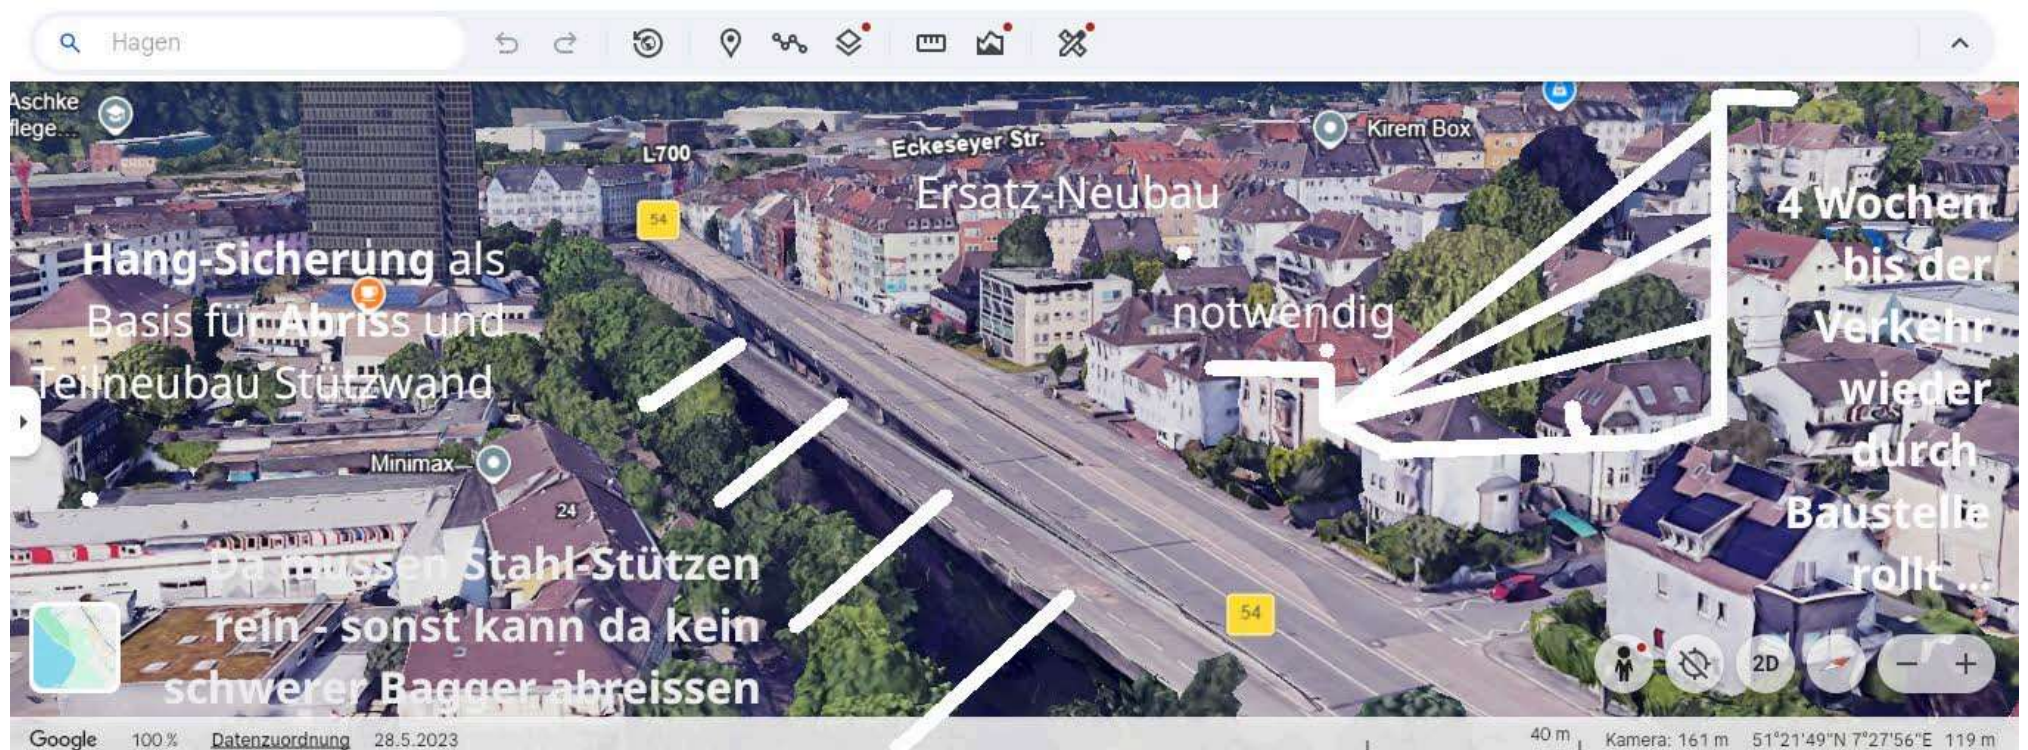 Hagen
Aschke
flege...
L700
Eckeseyer Str.
Kirem Box
54
Ersatz-Neubau
notwendig
Hang-Sicherung als
Basis für Abriss und
Teilneubau Stützwand
4 Wochen
bis der
Verkehr
wieder
durch
Baustelle
rollt ...
Minimax
24
Da müssen Stahl-Stützen
rein - sonst kann da kein
schwerer Bagger abreissen
54
2D
Google 100 % Datenzuordnung 28.5.2023
40 m Kamera: 161 m 51°21'49"N 7°27'56"E 119 m